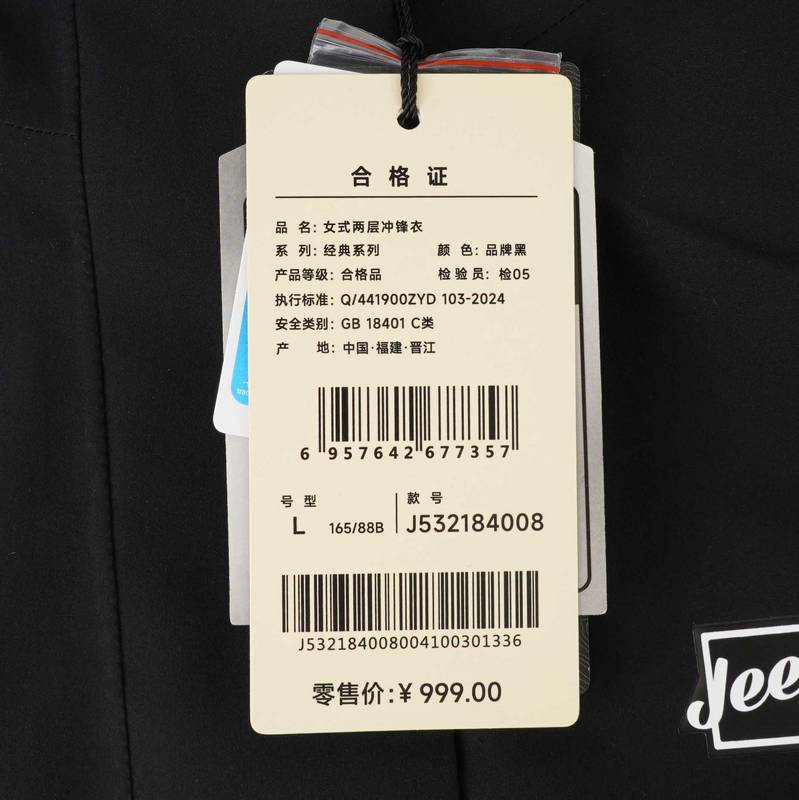 合格证
品 名: 女式两层冲锋衣
系 列: 经典系列 颜 色: 品牌黑
产品等级: 合格品 检 验 员: 检05
执行标准: Q/441900ZYD 103-2024
安全类别: GB 18401 C类
产 地: 中国·福建·晋江
6 957642 677357
号 型 款 号
L 165/88B J532184008
J532184008004100301336
零售价:¥ 999.00
Jee